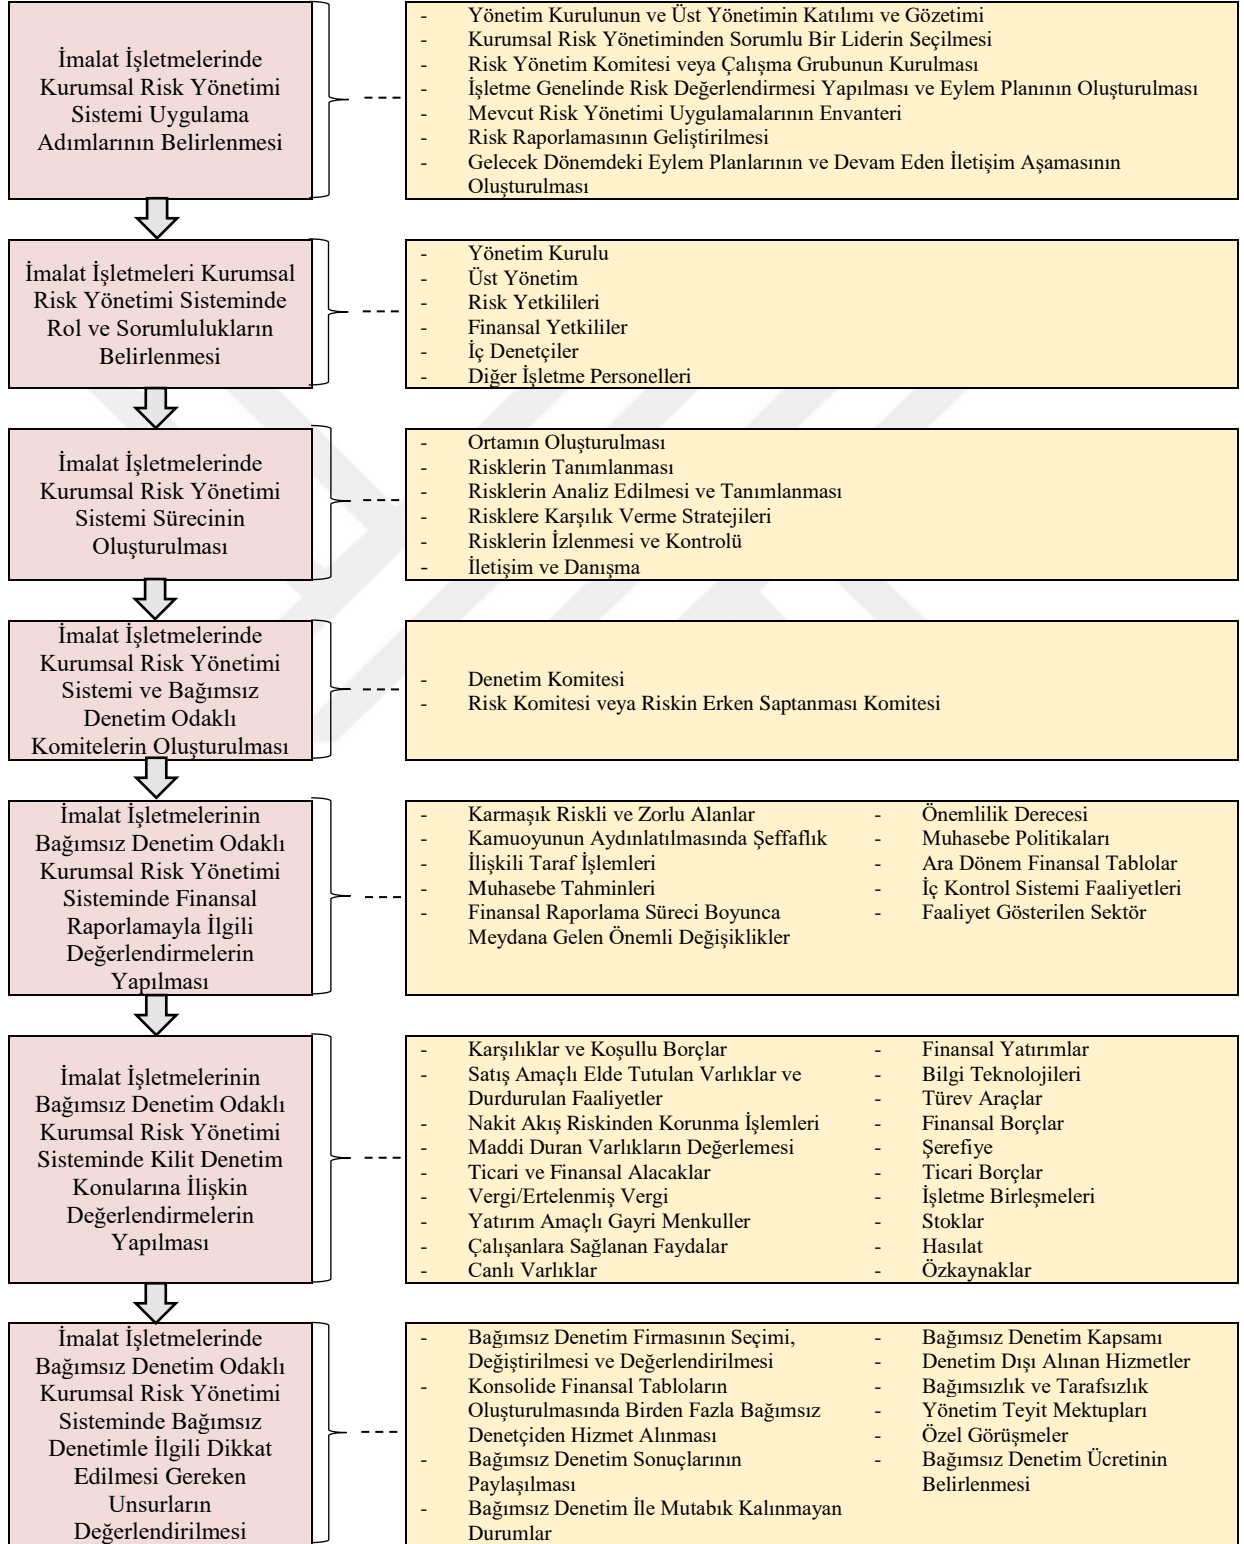 İmalat İşletmelerinde
Kurumsal Risk Yönetimi
Sistemi Uygulama
Adımlarının Belirlenmesi
- Yönetim Kurulunun ve Üst Yönetimin Katılımı ve Gözetimi
- Kurumsal Risk Yönetiminden Sorumlu Bir Liderin Seçilmesi
- Risk Yönetim Komitesi veya Çalışma Grubunun Kurulması
- İşletme Genelinde Risk Değerlendirmesi Yapılması ve Eylem Planının Oluşturulması
- Mevcut Risk Yönetimi Uygulamalarının Envanteri
- Risk Raporlamasının Geliştirilmesi
- Gelecek Dönemdeki Eylem Planlarının ve Devam Eden İletişim Aşamasının
Oluşturulması
İmalat İşletmeleri Kurumsal
Risk Yönetimi Sisteminde
Rol ve Sorumlulukların
Belirlenmesi
- Yönetim Kurulu
- Üst Yönetim
- Risk Yetkilileri
- Finansal Yetkililer
- İç Denetçiler
- Diğer İşletme Personelleri
İmalat İşletmelerinde
Kurumsal Risk Yönetimi
Sistemi Sürecinin
Oluşturulması
- Ortamın Oluşturulması
- Risklerin Tanımlanması
- Risklerin Analiz Edilmesi ve Tanımlanması
- Risklere Karşılık Verme Stratejileri
- Risklerin İzlenmesi ve Kontrolü
- İletişim ve Danışma
İmalat İşletmelerinde
Kurumsal Risk Yönetimi
Sistemi ve Bağımsız
Denetim Odaklı
Komitelerin Oluşturulması
- Denetim Komitesi
- Risk Komitesi veya Riskin Erken Saptanması Komitesi
İmalat İşletmelerinin
Bağımsız Denetim Odaklı
Kurumsal Risk Yönetimi
Sisteminde Finansal
Raporlamayla İlgili
Değerlendirmelerin
Yapılması
- Karmaşık Riskli ve Zorlu Alanlar
- Kamuoyunun Aydınlatılmasında Şeffaflık
- İlişkili Taraf İşlemleri
- Muhasebe Tahminleri
- Finansal Raporlama Süreci Boyunca
Meydana Gelen Önemli Değişiklikler
- Önemlilik Derecesi
- Muhasebe Politikaları
- Ara Dönem Finansal Tablolar
- İç Kontrol Sistemi Faaliyetleri
- Faaliyet Gösterilen Sektör
İmalat İşletmelerinin
Bağımsız Denetim Odaklı
Kurumsal Risk Yönetimi
Sisteminde Kilit Denetim
Konularına İlişkin
Değerlendirmelerin
Yapılması
- Karşılıklar ve Koşullu Borçlar
- Satış Amaçlı Elde Tutulan Varlıklar ve
Durdurulan Faaliyetler
- Nakit Akış Riskinden Korunma İşlemleri
- Maddi Duran Varlıkların Değerlemesi
- Ticari ve Finansal Alacaklar
- Vergi/Ertelenmiş Vergi
- Yatırım Amaçlı Gayri Menkuller
- Çalışanlara Sağlanan Faydalar
- Canlı Varlıklar
- Finansal Yatırımlar
- Bilgi Teknolojileri
- Türev Araçlar
- Finansal Borçlar
- Şerefiye
- Ticari Borçlar
- İşletme Birleşmeleri
- Stoklar
- Hasılat
- Özkaynaklar
İmalat İşletmelerinde
Bağımsız Denetim Odaklı
Kurumsal Risk Yönetimi
Sisteminde Bağımsız
Denetimle İlgili Dikkat
Edilmesi Gereken
Unsurların
Değerlendirilmesi
- Bağımsız Denetim Firmasının Seçimi,
Değiştirilmesi ve Değerlendirilmesi
- Konsolide Finansal Tabloların
Oluşturulmasında Birden Fazla Bağımsız
Denetçiden Hizmet Alınması
- Bağımsız Denetim Sonuçlarının
Paylaşılması
- Bağımsız Denetim İle Mutabık Kalınmayan
Durumlar
- Bağımsız Denetim Kapsamı
- Denetim Dışı Alınan Hizmetler
- Bağımsızlık ve Tarafsızlık
- Yönetim Teyit Mektupları
- Özel Görüşmeler
- Bağımsız Denetim Ücretinin
Belirlenmesi